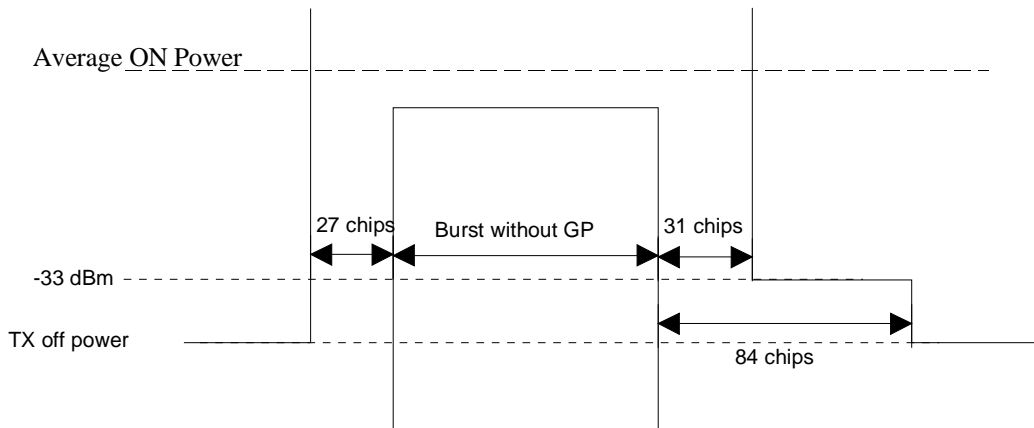 Average ON Power
27 chips
Burst without GP
31 chips
-33 dBm
TX off power
84 chips